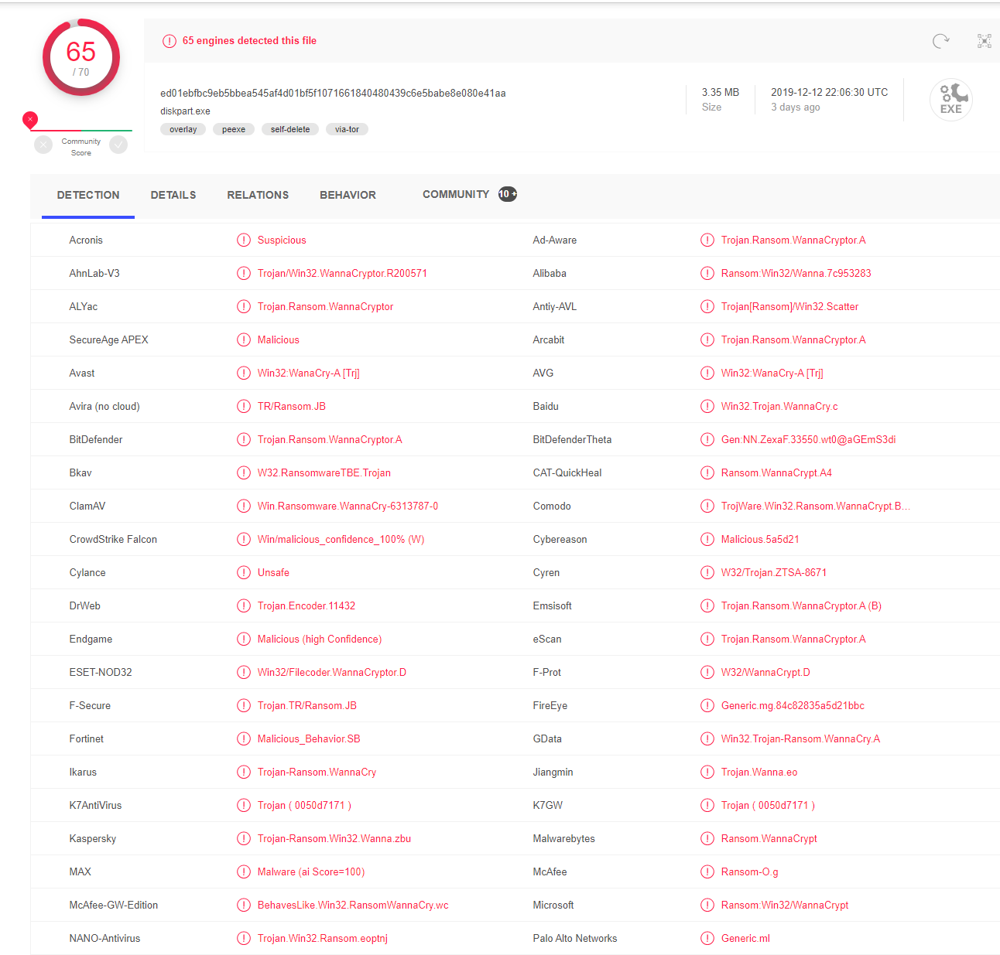 65
/ 70
Community
Score
65 engines detected this file
ed01ebfbc9eb5bbea545af4d01bf5f1071661840480439c6e5babe8e080e41aa
diskpart.exe
overlay peexe self-delete via-tor
3.35 MB
Size
2019-12-12 22:06:30 UTC
3 days ago
EXE
DETECTION DETAILS RELATIONS BEHAVIOR COMMUNITY 10 +
Acronis Suspicious Ad-Aware Trojan.Ransom.WannaCryptor.A
AhnLab-V3 Trojan/Win32.WannaCryptor.R200571 Alibaba Ransom:Win32/Wanna.7c953283
ALYac Trojan.Ransom.WannaCryptor Antiy-AVL Trojan[Ransom]/Win32.Scatter
SecureAge APEX Malicious Arcabit Trojan.Ransom.WannaCryptor.A
Avast Win32:WanaCry-A [Trj] AVG Win32:WanaCry-A [Trj]
Avira (no cloud) TR/Ransom.JB Baidu Win32.Trojan.WannaCry.c
BitDefender Trojan.Ransom.WannaCryptor.A BitDefenderTheta Gen:NN.ZexaF.33550.wt0@aGEmS3di
Bkav W32.RansomwareTBE.Trojan CAT-QuickHeal Ransom.WannaCrypt.A4
ClamAV Win.Ransomware.WannaCry-6313787-0 Comodo TrojWare.Win32.Ransom.WannaCrypt.B...
CrowdStrike Falcon Win/malicious_confidence_100% (W) Cybereason Malicious.5a5d21
Cylance Unsafe Cyren W32/Trojan.ZTSA-8671
DrWeb Trojan.Encoder.11432 Emsisoft Trojan.Ransom.WannaCryptor.A (B)
Endgame Malicious (high Confidence) eScan Trojan.Ransom.WannaCryptor.A
ESET-NOD32 Win32/Filecoder.WannaCryptor.D F-Prot W32/WannaCrypt.D
F-Secure Trojan.TR/Ransom.JB FireEye Generic.mg.84c82835a5d21bbc
Fortinet Malicious_Behavior.SB GData Win32.Trojan-Ransom.WannaCry.A
Ikarus Trojan-Ransom.WannaCry Jiangmin Trojan.Wanna.eo
K7AntiVirus Trojan ( 0050d7171 ) K7GW Trojan ( 0050d7171 )
Kaspersky Trojan-Ransom.Win32.Wanna.zbu Malwarebytes Ransom.WannaCrypt
MAX Malware (ai Score=100) McAfee Ransom-O.g
McAfee-GW-Edition BehavesLike.Win32.RansomWannaCry.wc Microsoft Ransom:Win32/WannaCrypt
NANO-Antivirus Trojan.Win32.Ransom.eoptnj Palo Alto Networks Generic.ml